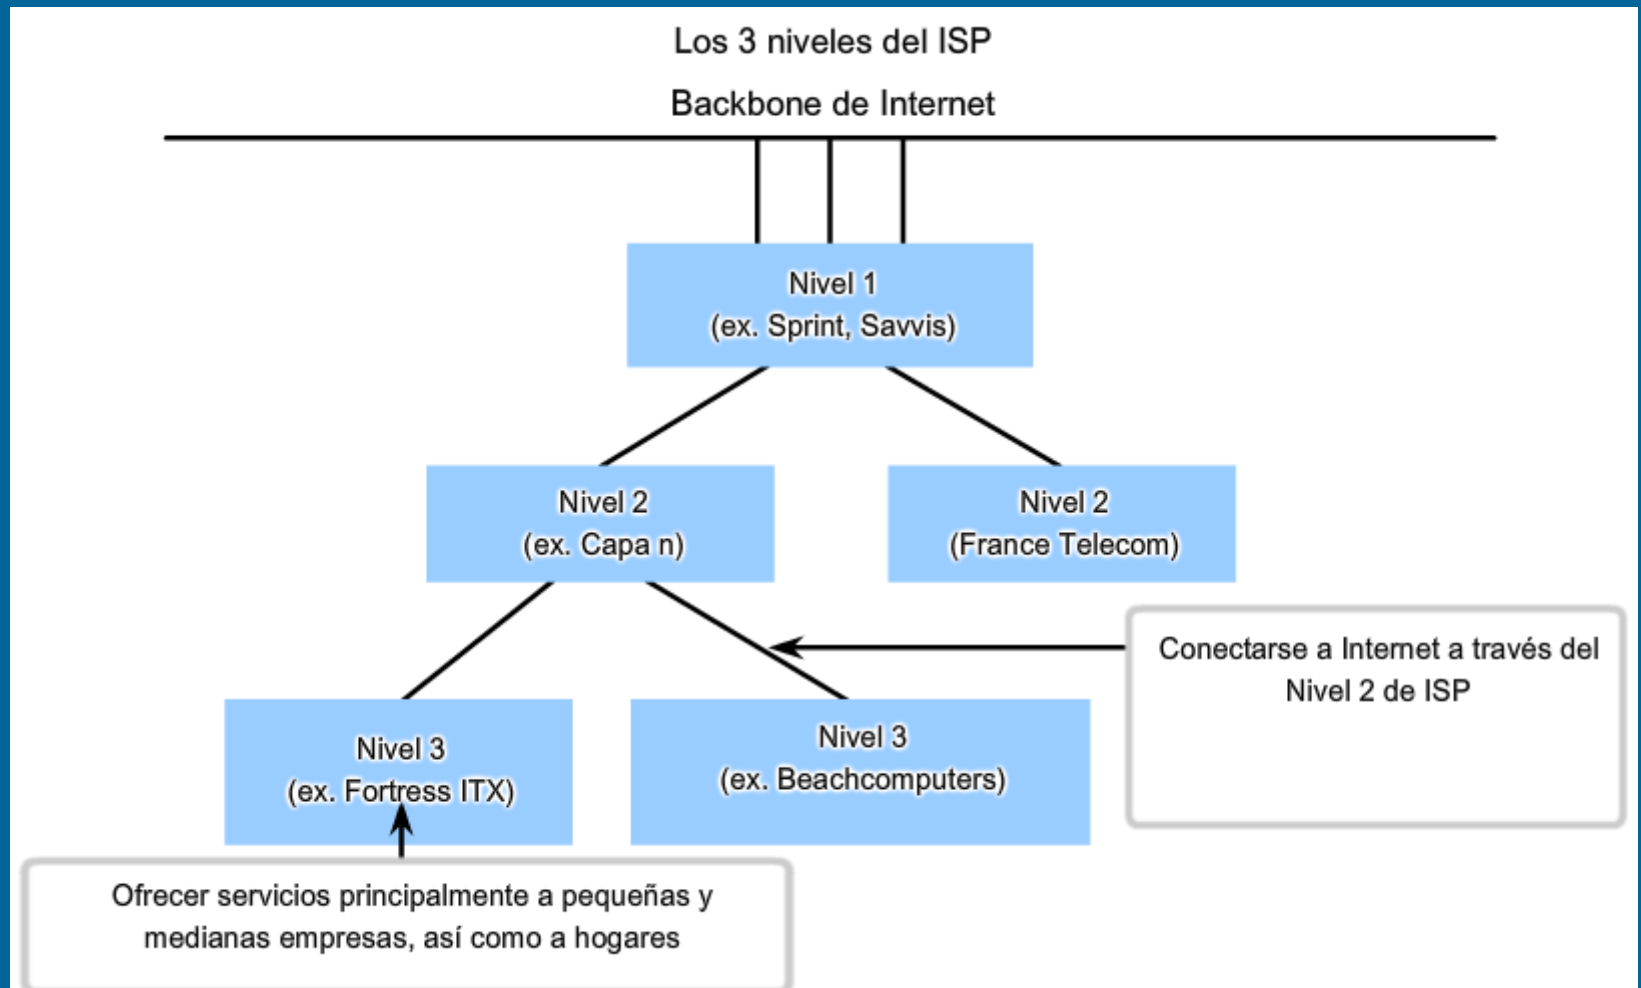 Los 3 niveles del ISP
Backbone de Internet
Nivel 1
(ex. Sprint, Savvis)
Nivel 2
(ex. Capa n)
Nivel 2
(France Telecom)
Conectarse a Internet a través del
Nivel 2 de ISP
Nivel 3
(ex. Fortress ITX)
Nivel 3
(ex. Beachcomputers)
Ofrecer servicios principalmente a pequeñas y
medianas empresas, así como a hogares